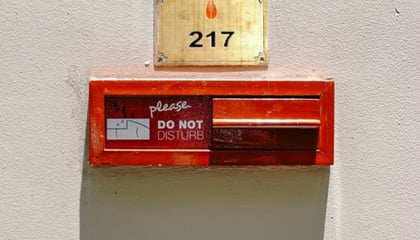 217
please
DO NOT
DISTURB